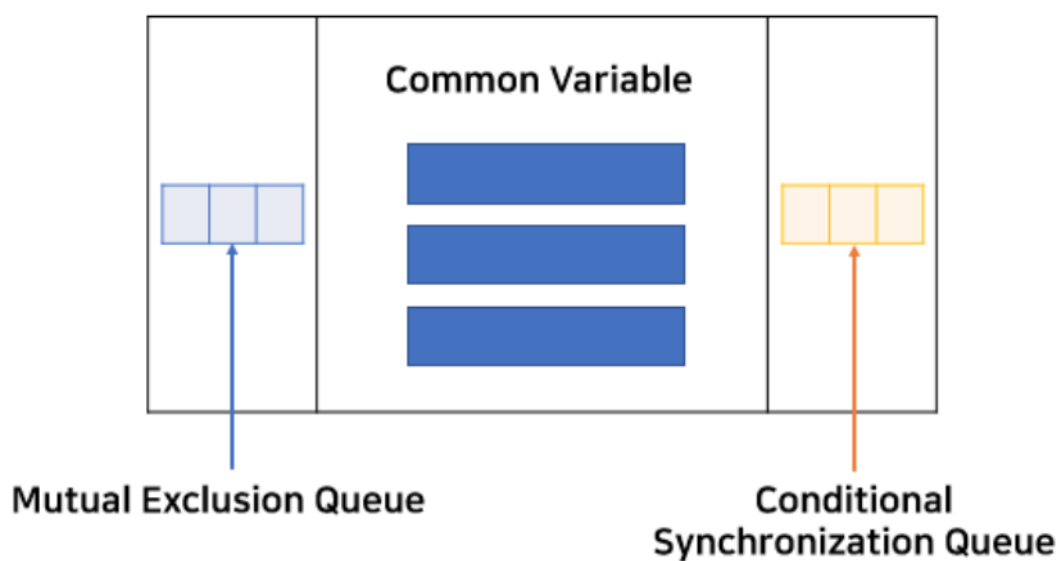 Common Variable
Mutual Exclusion Queue
Conditional
Synchronization Queue